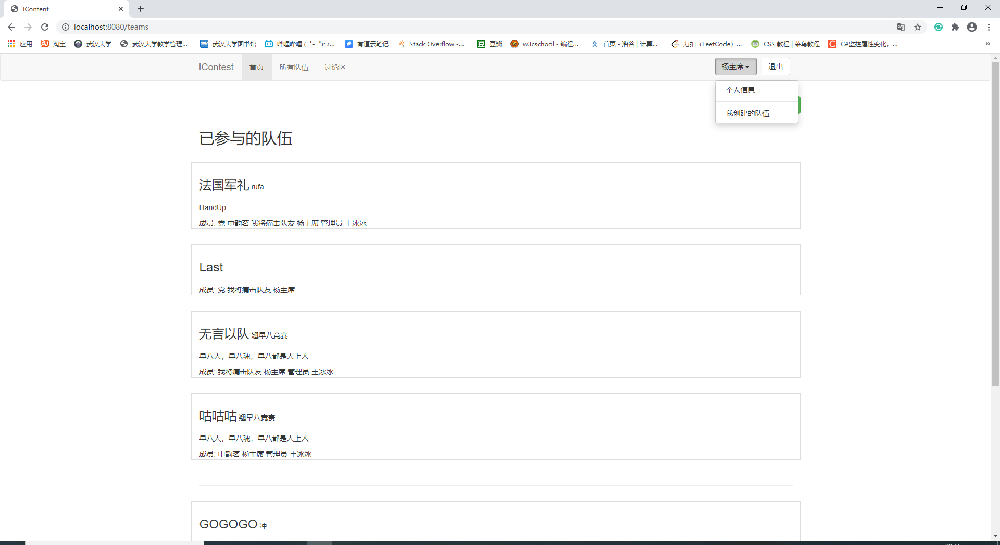 IContent
localhost:8080/teams
应用 淘宝 武汉大学 武汉大学教学管理... 武汉大学图书馆 哔哩哔哩 (゜-゜)つ... 有道云笔记 Stack Overflow -... 豆瓣 w3cschool - 编程... 首页 - 洛谷 | 计算... 力扣（LeetCode）... CSS 教程 | 菜鸟教程 C#监控属性变化，...
IContest 首页 所有队伍 讨论区 杨主席 退出
个人信息
我创建的队伍
已参与的队伍
法国军礼 rufa
HandUp
成员: 党 中韵茗 我将痛击队友 杨主席 管理员 王冰冰
Last
成员: 党 我将痛击队友 杨主席
无言以队 翘早八竞赛
早八人，早八魂，早八都是人上人
成员: 我将痛击队友 杨主席 管理员 王冰冰
咕咕咕 翘早八竞赛
早八人，早八魂，早八都是人上人
成员: 中韵茗 杨主席 管理员 王冰冰
GOGOGO 冲